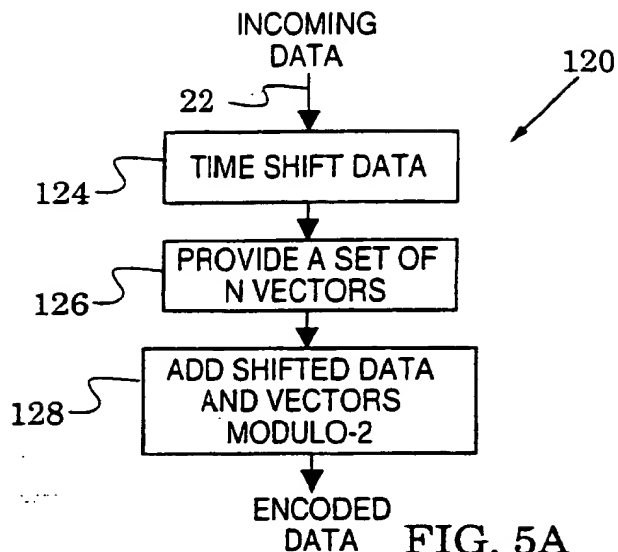 INCOMING
DATA
120
22
TIME SHIFT DATA
124
PROVIDE A SET OF
N VECTORS
126
ADD SHIFTED DATA
AND VECTORS
MODULO-2
128
ENCODED
DATA
FIG. 5A